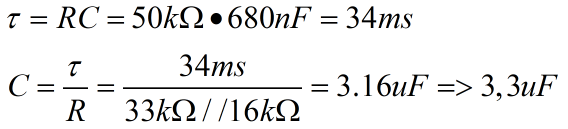 τ = RC = 50kΩ•680nF = 34ms
C = τ/R = 34ms/33kΩ//16kΩ = 3.16uF => 3,3uF